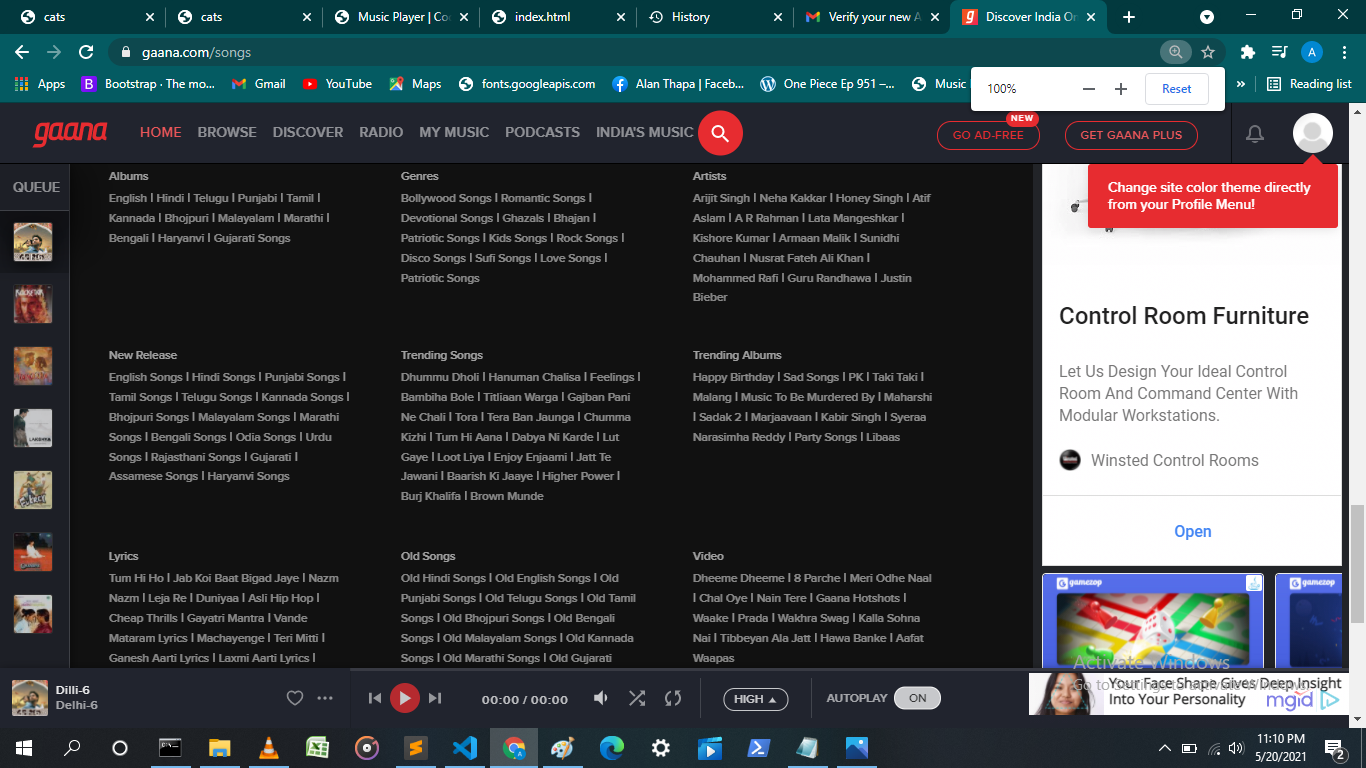 cats
cats
Music Player | Co
index.html
History
Verify your new A
Discover India On
gaana.com/songs
A
Apps
Bootstrap · The mo...
Gmail
YouTube
Maps
fonts.googleapis.com
Alan Thapa | Faceb...
One Piece Ep 951 –...
Music
»
Reading list
100%
Reset
gaana
HOME
BROWSE
DISCOVER
RADIO
MY MUSIC
PODCASTS
INDIA'S MUSIC
GO AD-FREE
NEW
GET GAANA PLUS
Change site color theme directly
from your Profile Menu!
QUEUE
Albums
English | Hindi | Telugu | Punjabi | Tamil |
Kannada | Bhojpuri | Malayalam | Marathi |
Bengali | Haryanvi | Gujarati Songs
Genres
Bollywood Songs | Romantic Songs |
Devotional Songs | Ghazals | Bhajan |
Patriotic Songs | Kids Songs | Rock Songs |
Disco Songs | Sufi Songs | Love Songs |
Patriotic Songs
Artists
Arijit Singh | Neha Kakkar | Honey Singh | Atif
Aslam | A R Rahman | Lata Mangeshkar |
Kishore Kumar | Armaan Malik | Sunidhi
Chauhan | Nusrat Fateh Ali Khan |
Mohammed Rafi | Guru Randhawa | Justin
Bieber
New Release
English Songs | Hindi Songs | Punjabi Songs |
Tamil Songs | Telugu Songs | Kannada Songs |
Bhojpuri Songs | Malayalam Songs | Marathi
Songs | Bengali Songs | Odia Songs | Urdu
Songs | Rajasthani Songs | Gujarati |
Assamese Songs | Haryanvi Songs
Trending Songs
Dhummu Dholi | Hanuman Chalisa | Feelings |
Bambiha Bole | Titliaan Warga | Gajban Pani
Ne Chali | Tora | Tera Ban Jaunga | Chumma
Kizhi | Tum Hi Aana | Dabya Ni Karde | Lut
Gaye | Loot Liya | Enjoy Enjaami | Jatt Te
Jawani | Baarish Ki Jaaye | Higher Power |
Burj Khalifa | Brown Munde
Trending Albums
Happy Birthday | Sad Songs | PK | Taki Taki |
Malang | Music To Be Murdered By | Maharshi
| Sadak 2 | Marjaavaan | Kabir Singh | Syeraa
Narasimha Reddy | Party Songs | Libaas
Lyrics
Tum Hi Ho | Jab Koi Baat Bigad Jaye | Nazm
Nazm | Leja Re | Duniyaa | Asli Hip Hop |
Cheap Thrills | Gayatri Mantra | Vande
Mataram Lyrics | Machayenge | Teri Mitti |
Ganesh Aarti Lyrics | Laxmi Aarti Lyrics |
Old Songs
Old Hindi Songs | Old English Songs | Old
Punjabi Songs | Old Telugu Songs | Old Tamil
Songs | Old Bhojpuri Songs | Old Bengali
Songs | Old Malayalam Songs | Old Kannada
Songs | Old Marathi Songs | Old Gujarati
Video
Dheeme Dheeme | 8 Parche | Meri Odhe Naal
| Chal Oye | Nain Tere | Gaana Hotshots |
Waake | Prada | Wakhra Swag | Kalla Sohna
Nai | Tibbeyan Ala Jatt | Hawa Banke | Aafat
Waapas
Control Room Furniture
Let Us Design Your Ideal Control
Room And Command Center With
Modular Workstations.
Winsted Control Rooms
Open
gamezop
gamezop
Activate Windows
Go to Settings to activate Windows.
Your Face Shape Gives Deep Insight
Into Your Personality
mgid
Dilli-6
Delhi-6
00:00 / 00:00
HIGH
AUTOPLAY
ON
11:10 PM
5/20/2021
2